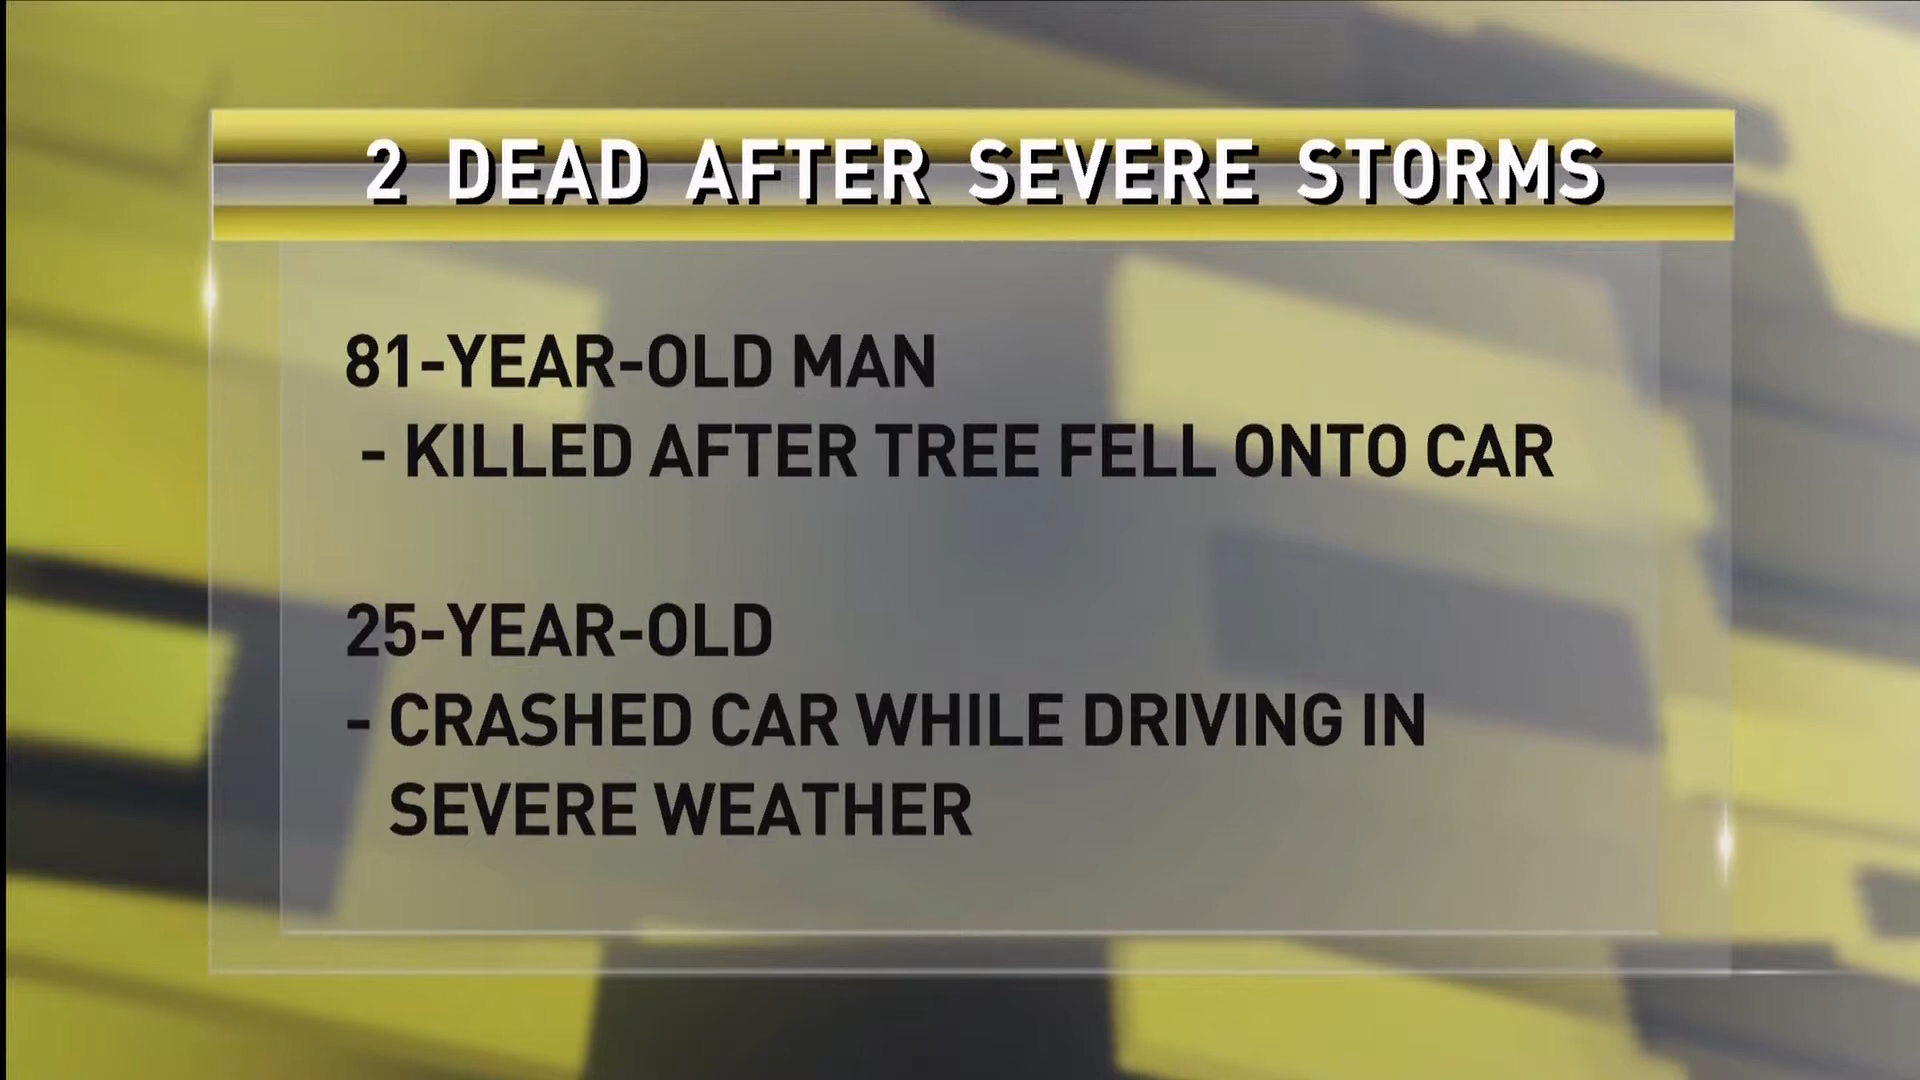 2 DEAD AFTER SEVERE STORMS
81-YEAR-OLD MAN
- KILLED AFTER TREE FELL ONTO CAR
25-YEAR-OLD
- CRASHED CAR WHILE DRIVING IN
SEVERE WEATHER